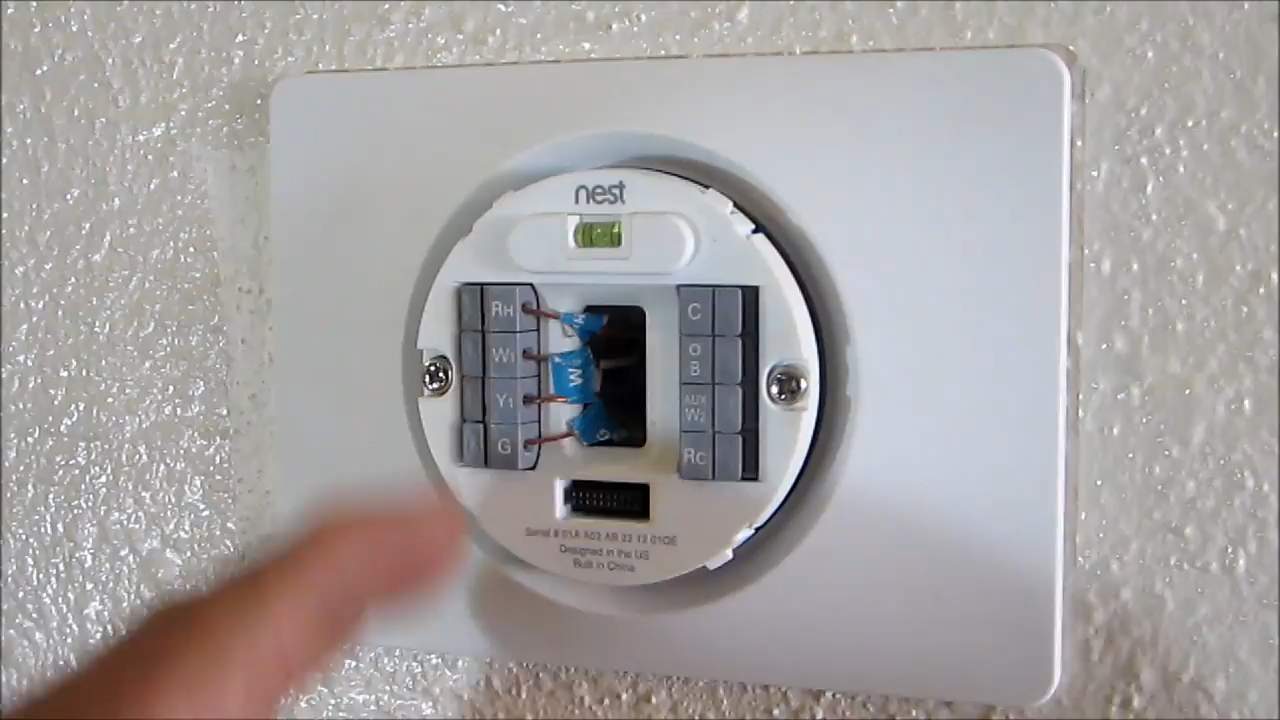 nest
RH
W1
Y1
G
C
O
B
AUX
W2
RC
W
G
Designed in the US
Built in China